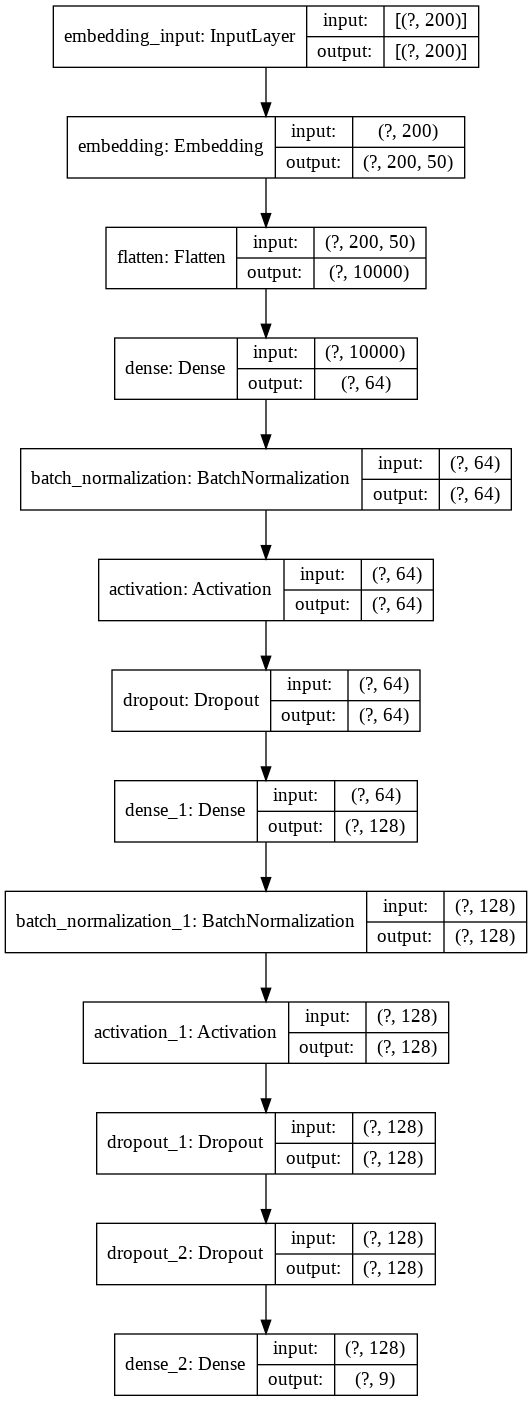 embedding_input: InputLayer
input: [(?, 200)]
output: [(?, 200)]
embedding: Embedding
input: (?, 200)
output: (?, 200, 50)
flatten: Flatten
input: (?, 200, 50)
output: (?, 10000)
dense: Dense
input: (?, 10000)
output: (?, 64)
batch_normalization: BatchNormalization
input: (?, 64)
output: (?, 64)
activation: Activation
input: (?, 64)
output: (?, 64)
dropout: Dropout
input: (?, 64)
output: (?, 64)
dense_1: Dense
input: (?, 64)
output: (?, 128)
batch_normalization_1: BatchNormalization
input: (?, 128)
output: (?, 128)
activation_1: Activation
input: (?, 128)
output: (?, 128)
dropout_1: Dropout
input: (?, 128)
output: (?, 128)
dropout_2: Dropout
input: (?, 128)
output: (?, 128)
dense_2: Dense
input: (?, 128)
output: (?, 9)